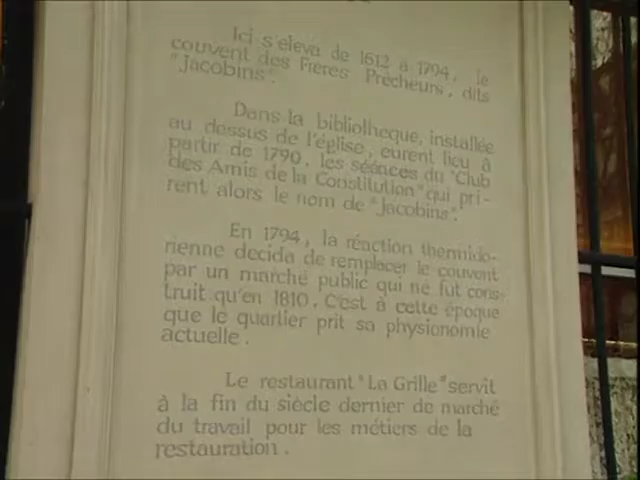 Ici s'eleva de 1612 à 1794, le
couvent des Frères Prêcheurs, dits
"Jacobins".
Dans la bibliothèque, installée
au dessus de l'église, eurent lieu à
partir de 1790, les séances du "Club
des Amis de la Constitution" qui pri-
rent alors le nom de "Jacobins".
En 1794, la réaction thermido-
rienne decida de remplacer le couvent
par un marché public qui ne fut cons-
truit qu'en 1810. C'est à cette époque
que le quartier prit sa physionomie
actuelle.
Le restaurant "La Grille" servit
à la fin du siècle dernier de marché
du travail pour les métiers de la
restauration.